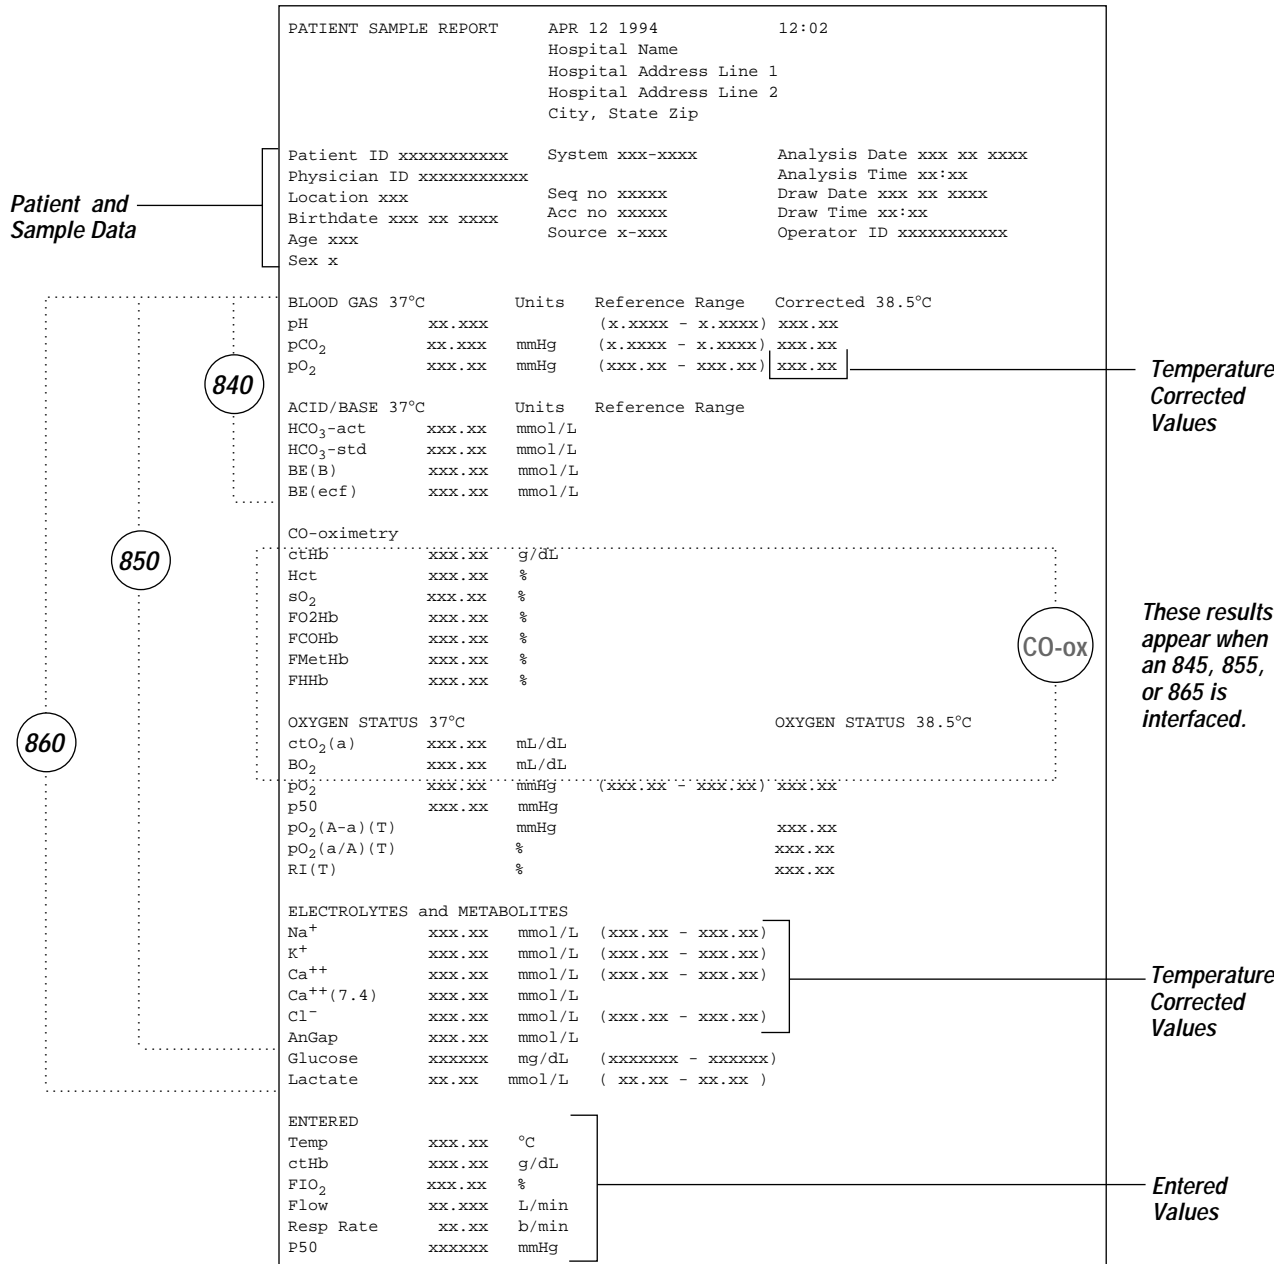 PATIENT SAMPLE REPORT APR 12 1994 12:02
Hospital Name
Hospital Address Line 1
Hospital Address Line 2
City, State Zip
Patient ID xxxxxxxxxxx System xxx-xxxx Analysis Date xxx xx xxxx
Physician ID xxxxxxxxxxx Analysis Time xx:xx
Location xxx Seq no xxxxx Draw Date xxx xx xxxx
Birthdate xxx xx xxxx Acc no xxxxx Draw Time xx:xx
Age xxx Source x-xxx Operator ID xxxxxxxxxxx
Sex x
Patient and
Sample Data
BLOOD GAS 37°C Units Reference Range Corrected 38.5°C
pH xx.xxx (x.xxxx - x.xxxx) xxx.xx
pCO₂ xx.xxx mmHg (x.xxxx - x.xxxx) xxx.xx
pO₂ xxx.xx mmHg (xxx.xx - xxx.xx) xxx.xx
Temperature
Corrected
Values
840
ACID/BASE 37°C Units Reference Range
HCO₃-act xxx.xx mmol/L
HCO₃-std xxx.xx mmol/L
BE(B) xxx.xx mmol/L
BE(ecf) xxx.xx mmol/L
850
CO-oximetry
ctHb xxx.xx g/dL
Hct xxx.xx %
sO₂ xxx.xx %
FO2Hb xxx.xx %
FCOHb xxx.xx %
FMetHb xxx.xx %
FHHb xxx.xx %
CO-ox
These results
appear when
an 845, 855,
or 865 is
interfaced.
860
OXYGEN STATUS 37°C OXYGEN STATUS 38.5°C
ctO₂(a) xxx.xx mL/dL
BO₂ xxx.xx mL/dL
pO₂ xxx.xx mmHg (xxx.xx - xxx.xx) xxx.xx
p50 xxx.xx mmHg
pO₂(A-a)(T) mmHg xxx.xx
pO₂(a/A)(T) % xxx.xx
RI(T) % xxx.xx
ELECTROLYTES and METABOLITES
Na⁺ xxx.xx mmol/L (xxx.xx - xxx.xx)
K⁺ xxx.xx mmol/L (xxx.xx - xxx.xx)
Ca⁺⁺ xxx.xx mmol/L (xxx.xx - xxx.xx)
Ca⁺⁺(7.4) xxx.xx mmol/L
Cl⁻ xxx.xx mmol/L (xxx.xx - xxx.xx)
AnGap xxx.xx mmol/L
Glucose xxxxxx mg/dL (xxxxxxx - xxxxxx)
Lactate xx.xx mmol/L ( xx.xx - xx.xx )
Temperature
Corrected
Values
ENTERED
Temp xxx.xx °C
ctHb xxx.xx g/dL
FIO₂ xxx.xx %
Flow xx.xxx L/min
Resp Rate xx.xx b/min
P50 xxxxxx mmHg
Entered
Values